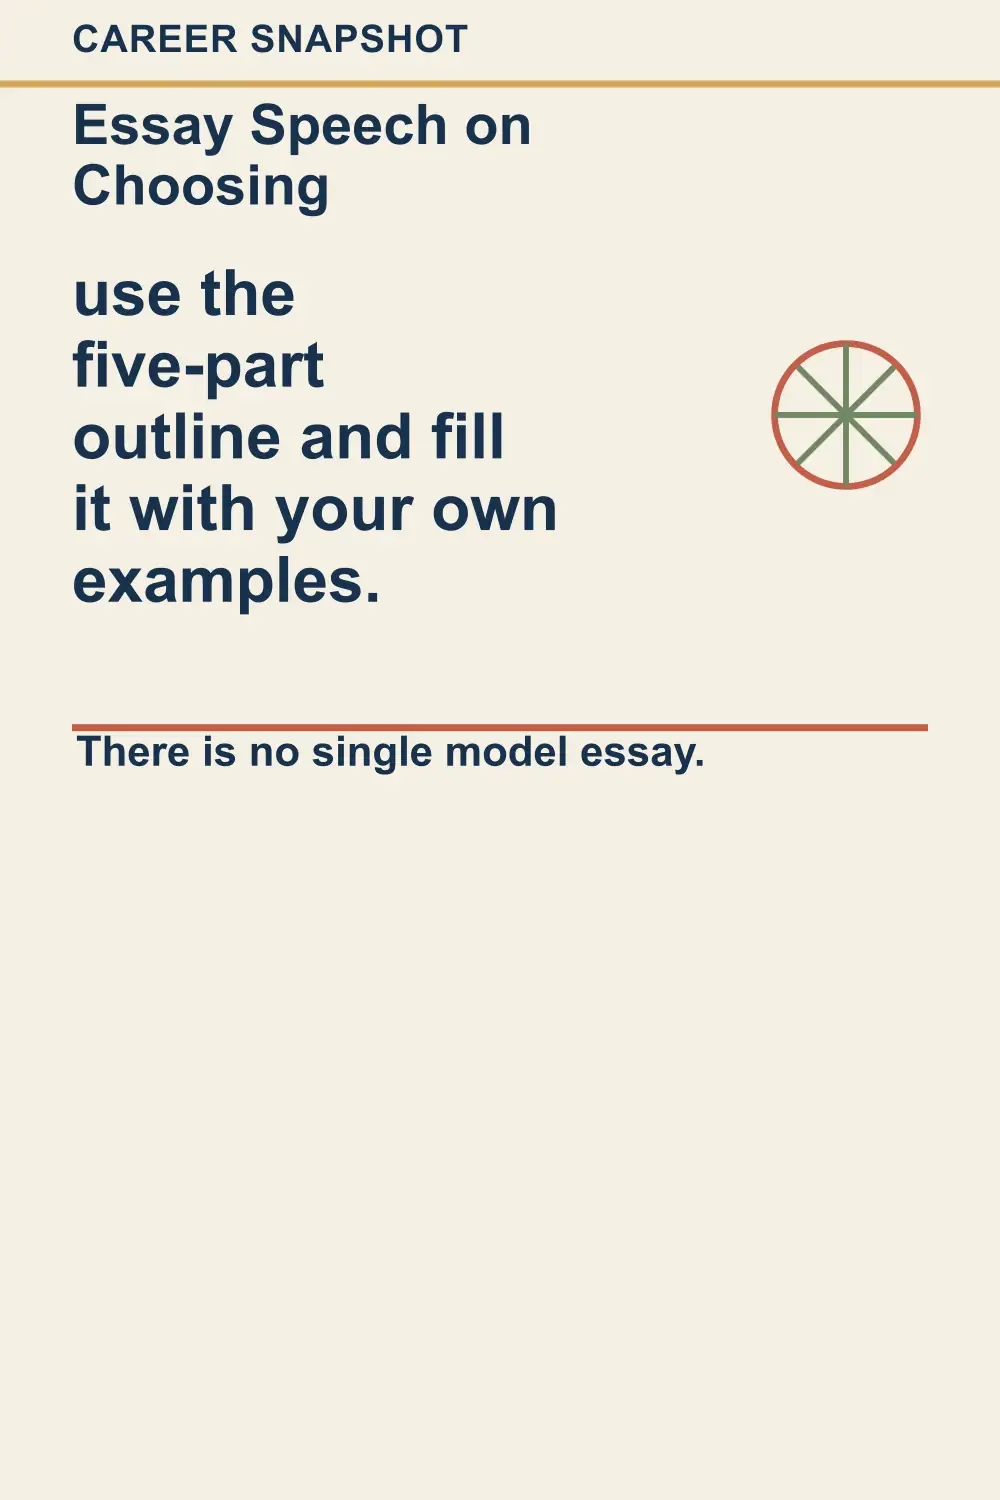 CAREER SNAPSHOT
Essay Speech on
Choosing
use the
five-part
outline and fill
it with your own
examples.
There is no single model essay.